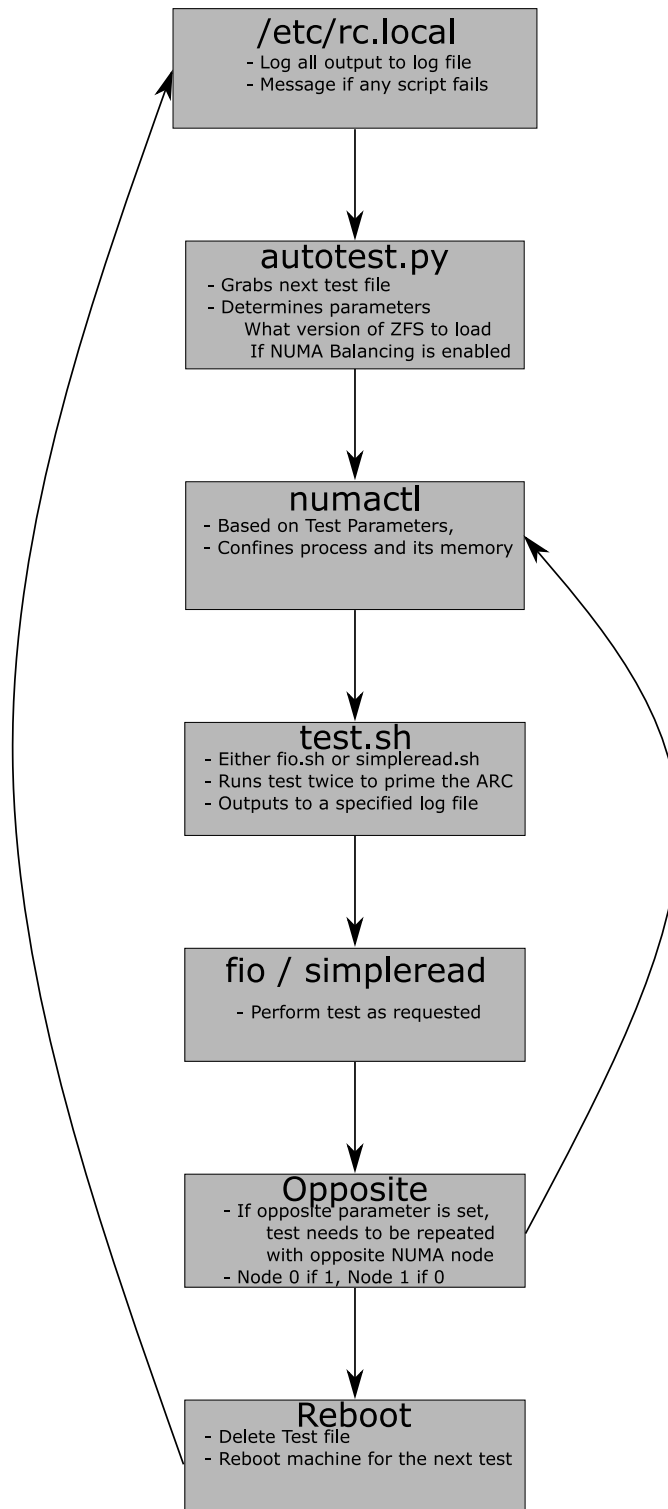 /etc/rc.local
- Log all output to log file
- Message if any script fails
autotest.py
- Grabs next test file
- Determines parameters
What version of ZFS to load
If NUMA Balancing is enabled
numactl
- Based on Test Parameters,
- Confines process and its memory
test.sh
- Either fio.sh or simpleread.sh
- Runs test twice to prime the ARC
- Outputs to a specified log file
fio / simpleread
- Perform test as requested
Opposite
- If opposite parameter is set,
test needs to be repeated
with opposite NUMA node
- Node 0 if 1, Node 1 if 0
Reboot
- Delete Test file
- Reboot machine for the next test